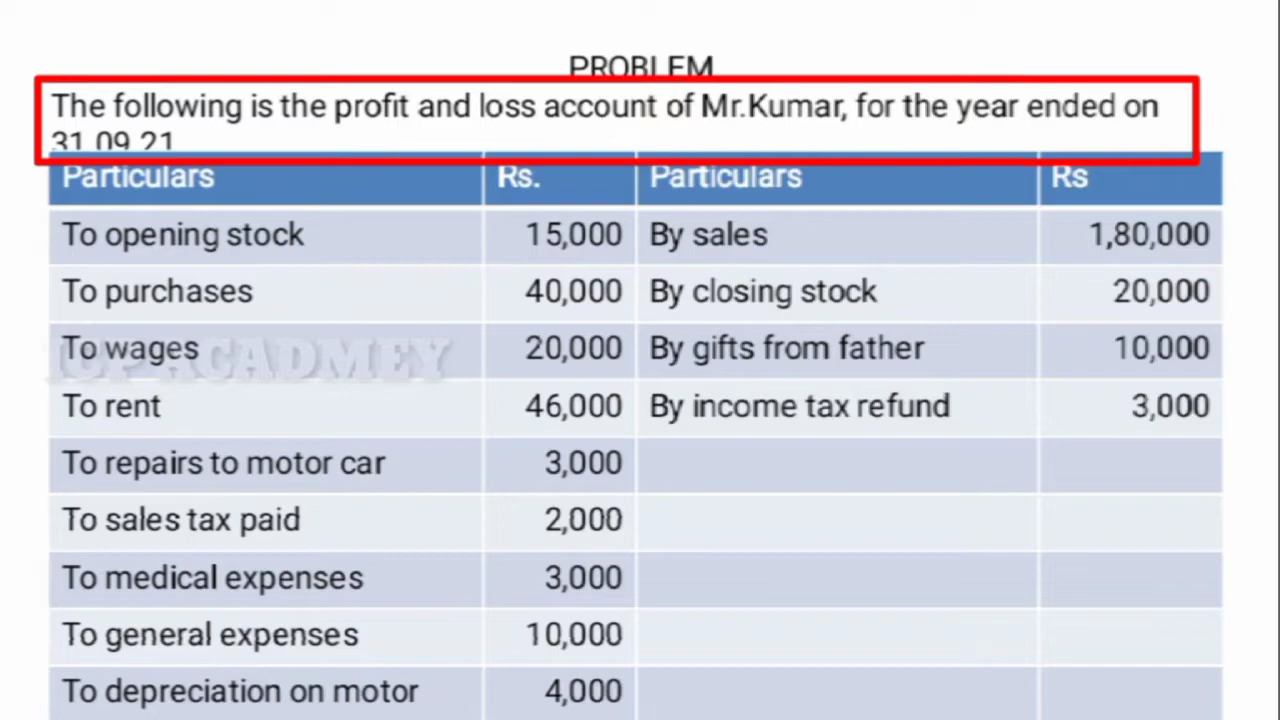 PROBLEM
The following is the profit and loss account of Mr.Kumar, for the year ended on
31.09.21
Particulars Rs. Particulars Rs
To opening stock 15,000 By sales 1,80,000
To purchases 40,000 By closing stock 20,000
To wages 20,000 By gifts from father 10,000
TCP ACADMEY
To rent 46,000 By income tax refund 3,000
To repairs to motor car 3,000
To sales tax paid 2,000
To medical expenses 3,000
To general expenses 10,000
To depreciation on motor 4,000